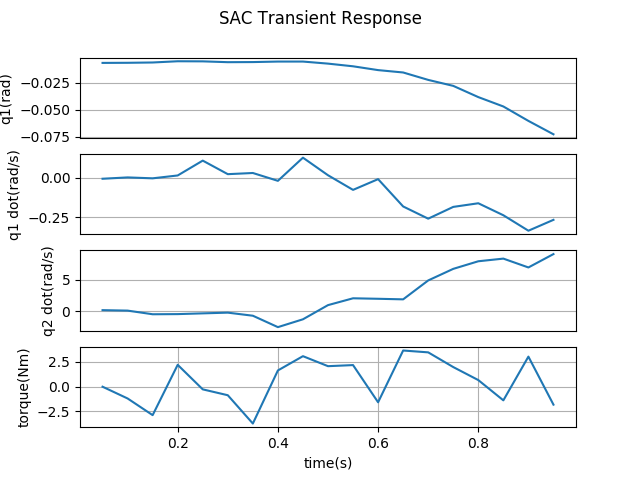 SAC Transient Response
q1(rad)
−0.025
−0.050
−0.075
q1 dot(rad/s)
0.00
−0.25
q2 dot(rad/s)
5
0
torque(Nm)
2.5
0.0
−2.5
0.2 0.4 0.6 0.8
time(s)